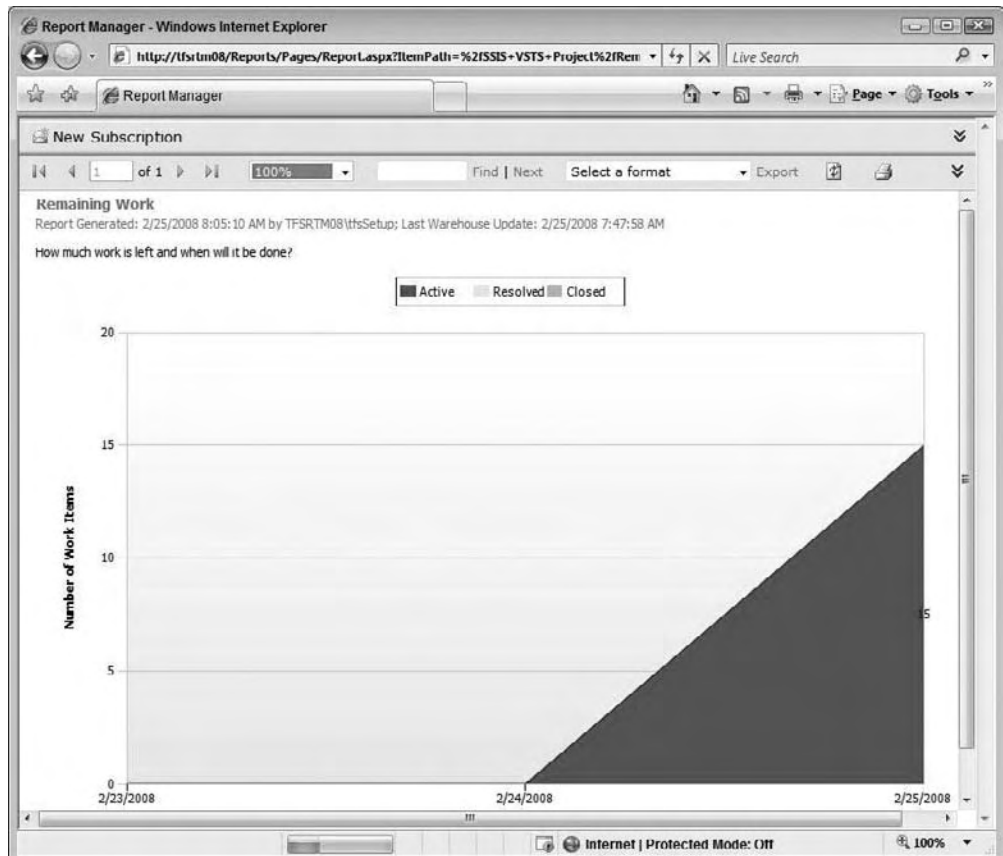 Report Manager - Windows Internet Explorer
http://tfsrtm08/Reports/Pages/Report.aspx?ItemPath=%2fSSIS+VSTS+Project%2fRem
Live Search
Report Manager
Page
Tools
New Subscription
1 of 1
100%
Find | Next
Select a format
Export
Remaining Work
Report Generated: 2/25/2008 8:05:10 AM by TFSRTM08\tfsSetup; Last Warehouse Update: 2/25/2008 7:47:58 AM
How much work is left and when will it be done?
Active Resolved Closed
20
15
10
5
0
Number of Work Items
15
2/23/2008
2/24/2008
2/25/2008
Internet | Protected Mode: Off
100%